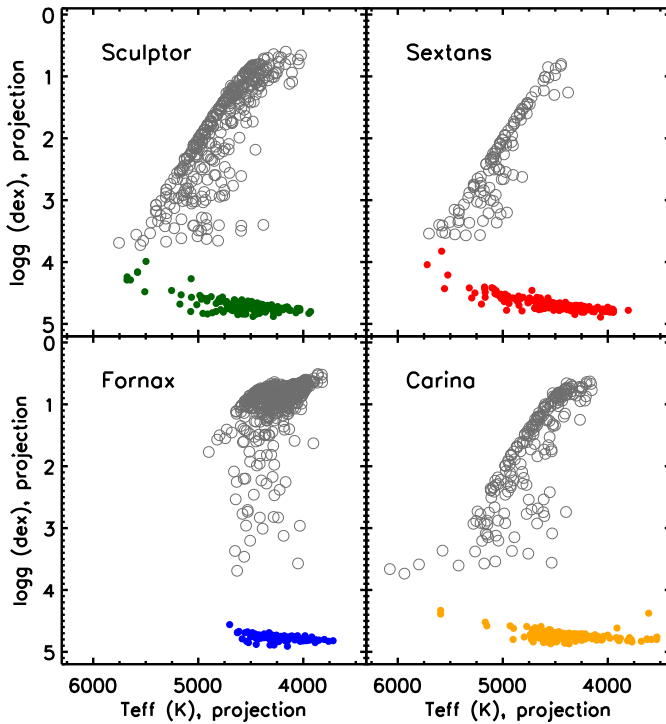 0
Sculptor
Sextans
1
2
3
4
5
logg (dex), projection
0
Fornax
Carina
1
2
3
4
5
logg (dex), projection
6000 5000 4000 6000 5000 4000
Teff (K), projection Teff (K), projection